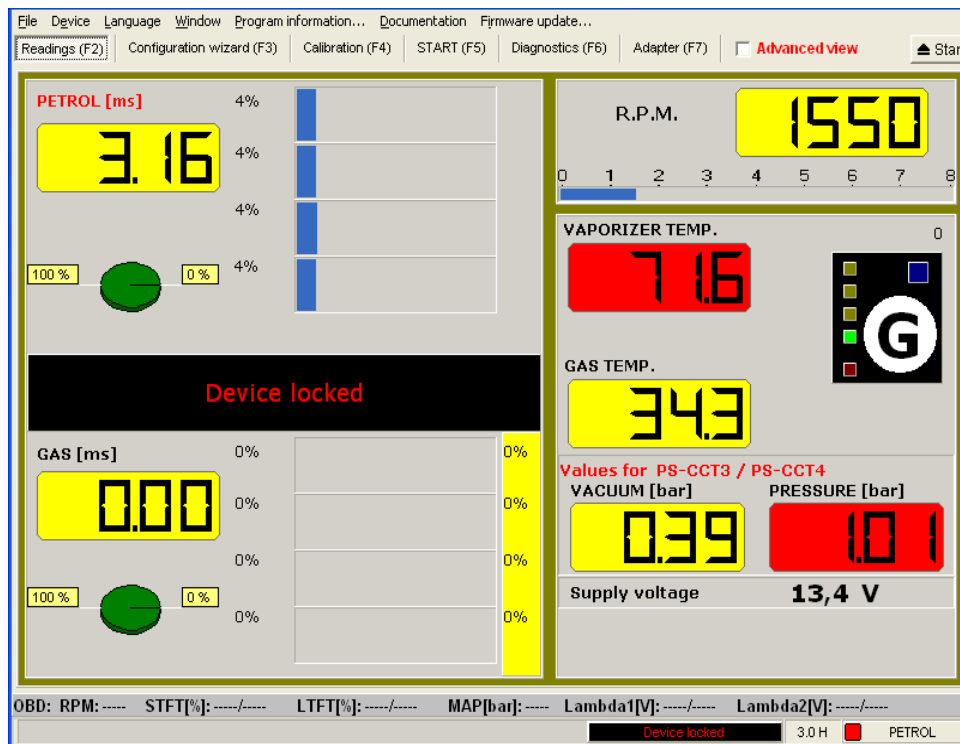 File Device Language Window Program information... Documentation Firmware update...
Readings (F2) Configuration wizard (F3) Calibration (F4) START (F5) Diagnostics (F6) Adapter (F7) Advanced view Star
PETROL [ms]
3.16
4%
4%
4%
4%
100 % 0 %
Device locked
GAS [ms]
0.00
0% 0%
0% 0%
0%
0% 0%
100 % 0 %
R.P.M. 1550
0 1 2 3 4 5 6 7 8
VAPORIZER TEMP. 0
71.6
G
GAS TEMP.
34.3
Values for PS-CCT3 / PS-CCT4
VACUUM [bar] PRESSURE [bar]
0.39 1.01
Supply voltage 13,4 V
OBD: RPM: ----- STFT[%]: -----/----- LTFT[%]: -----/----- MAP[bar]: ----- Lambda1[V]: -----/----- Lambda2[V]: -----/-----
Device locked 3.0 H PETROL